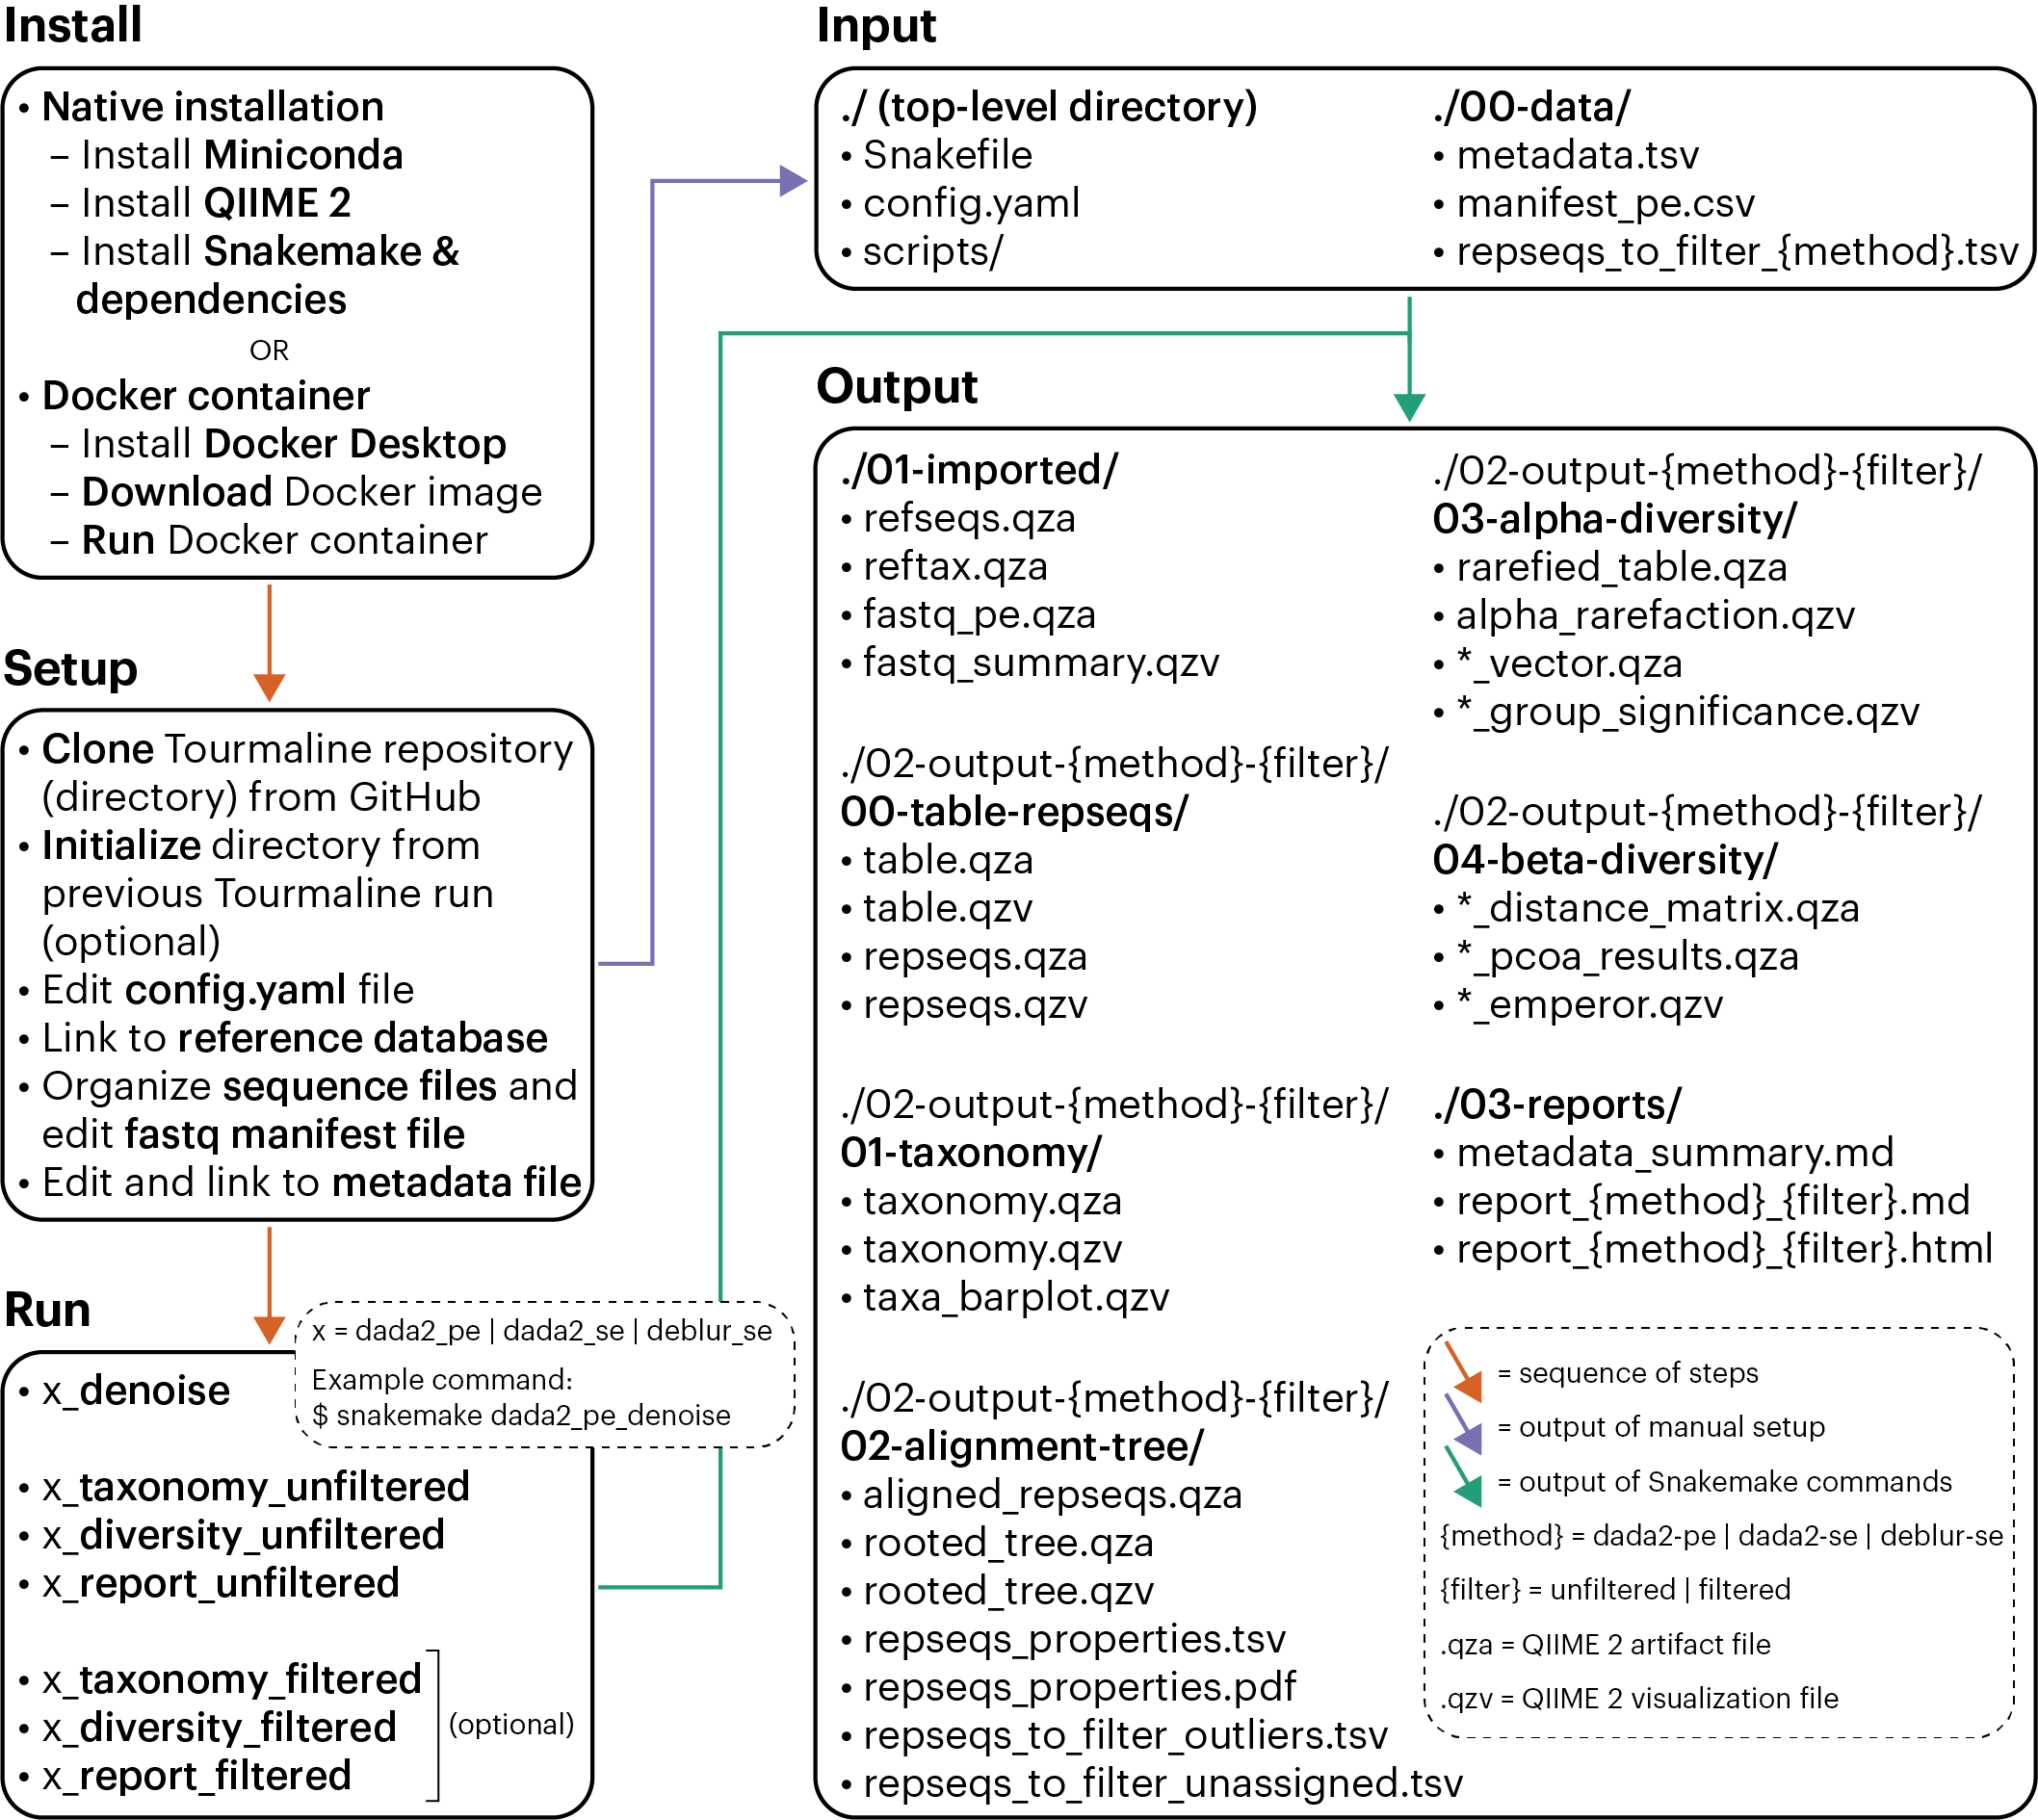 Install
• Native installation
– Install Miniconda
– Install QIIME 2
– Install Snakemake &
dependencies
OR
• Docker container
– Install Docker Desktop
– Download Docker image
– Run Docker container
Setup
• Clone Tourmaline repository
(directory) from GitHub
• Initialize directory from
previous Tourmaline run
(optional)
• Edit config.yaml file
• Link to reference database
• Organize sequence files and
edit fastq manifest file
• Edit and link to metadata file
Run
x = dada2_pe | dada2_se | deblur_se
Example command:
$ snakemake dada2_pe_denoise
• x_denoise
• x_taxonomy_unfiltered
• x_diversity_unfiltered
• x_report_unfiltered
• x_taxonomy_filtered
• x_diversity_filtered
• x_report_filtered
(optional)
Input
./ (top-level directory)
• Snakefile
• config.yaml
• scripts/
./00-data/
• metadata.tsv
• manifest_pe.csv
• repseqs_to_filter_{method}.tsv
Output
./01-imported/
• refseqs.qza
• reftax.qza
• fastq_pe.qza
• fastq_summary.qzv
./02-output-{method}-{filter}/
00-table-repseqs/
• table.qza
• table.qzv
• repseqs.qza
• repseqs.qzv
./02-output-{method}-{filter}/
01-taxonomy/
• taxonomy.qza
• taxonomy.qzv
• taxa_barplot.qzv
./02-output-{method}-{filter}/
02-alignment-tree/
• aligned_repseqs.qza
• rooted_tree.qza
• rooted_tree.qzv
• repseqs_properties.tsv
• repseqs_properties.pdf
• repseqs_to_filter_outliers.tsv
• repseqs_to_filter_unassigned.tsv
./02-output-{method}-{filter}/
03-alpha-diversity/
• rarefied_table.qza
• alpha_rarefaction.qzv
• *_vector.qza
• *_group_significance.qzv
./02-output-{method}-{filter}/
04-beta-diversity/
• *_distance_matrix.qza
• *_pcoa_results.qza
• *_emperor.qzv
./03-reports/
• metadata_summary.md
• report_{method}_{filter}.md
• report_{method}_{filter}.html
= sequence of steps
= output of manual setup
= output of Snakemake commands
{method} = dada2-pe | dada2-se | deblur-se
{filter} = unfiltered | filtered
.qza = QIIME 2 artifact file
.qzv = QIIME 2 visualization file